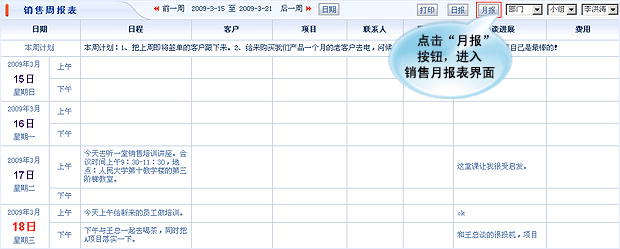 销售周报表
前一周 2009-3-15 至 2009-3-21 后一周 日期
打印 日报 月报 部门 小组 李洪涛
日期 日程 客户 项目 联系人 谈进展 费用
本周计划 本周计划：1、把上周即将签单的客户跟下来。2、给来购买我们产品一个月的老客户去电，问候
自己是最棒的！
点击“月报”
按钮，进入
销售月报表界面
2009年3月
15日
星期日
上午
下午
2009年3月
16日
星期一
上午
下午
2009年3月
17日
星期二
上午
今天去听一堂销售培训讲座。会
议时间上午9：30-11：30，地
点：人民大学第十教学楼的第三
阶梯教室。
这堂课让我很受启发。
下午
2009年3月
18日
星期三
上午
今天上午给新来的员工做培训。
ok
下午
下午与王总一起去喝茶，同时把
A项目落实一下。
和王总谈的很投机，项目